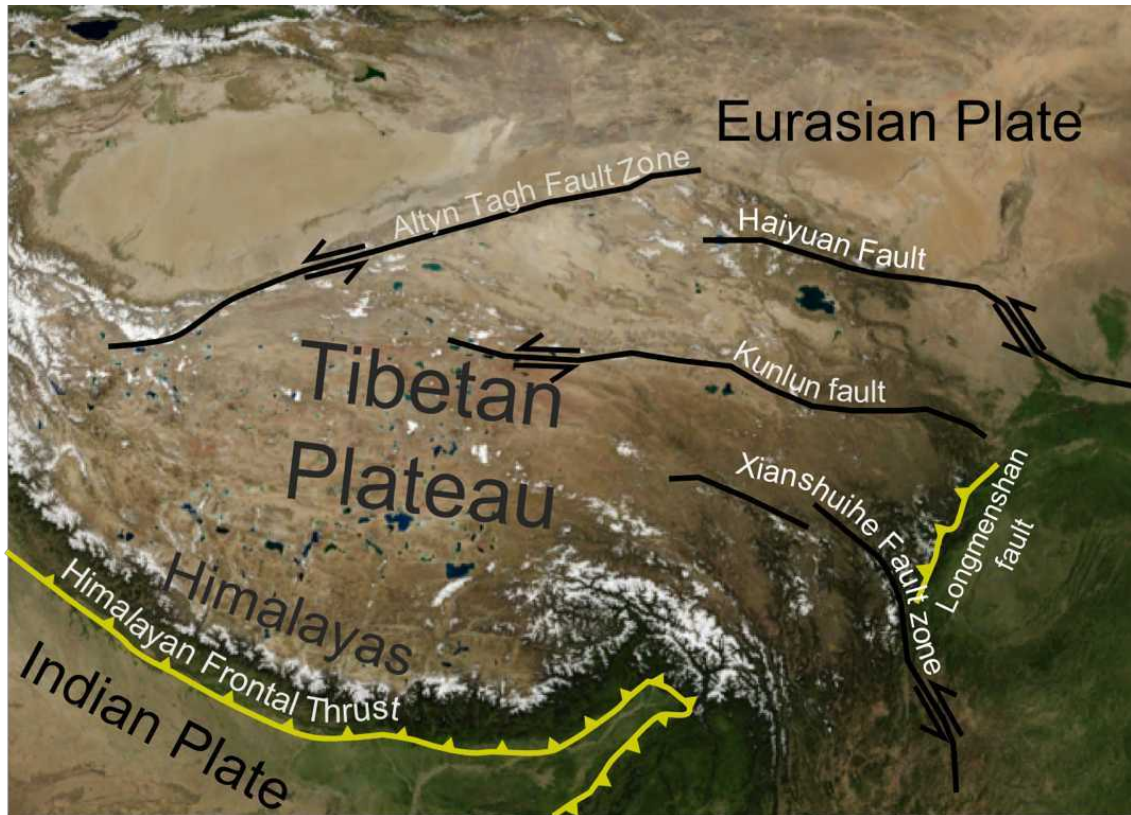 Eurasian Plate
Altyn Tagh Fault Zone
Haiyuan Fault
Tibetan
Plateau
Kunlun fault
Xianshuihe Fault zone
Longmenshan
fault
Himalayas
Himalayan Frontal Thrust
Indian Plate